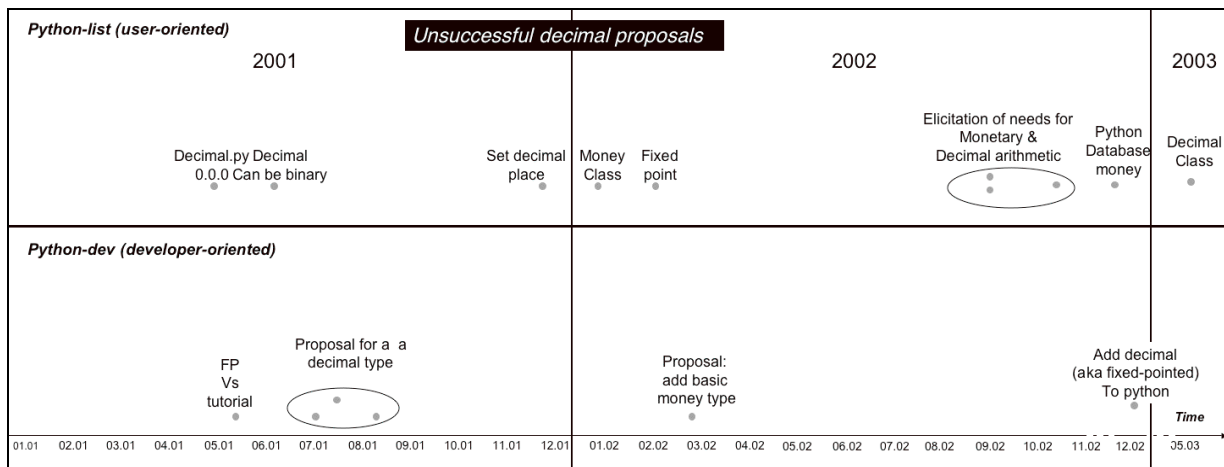 Python-list (user-oriented)
Unsuccessful decimal proposals
2001
2002
2003
Decimal.py Decimal
0.0.0 Can be binary
Set decimal
place
Money
Class
Fixed
point
Elicitation of needs for
Monetary &
Decimal arithmetic
Python
Database
money
Decimal
Class
Python-dev (developer-oriented)
FP
Vs
tutorial
Proposal for a a
decimal type
Proposal:
add basic
money type
Add decimal
(aka fixed-pointed)
To python
Time
01.01 02.01 03.01 04.01 05.01 06.01 07.01 08.01 09.01 10.01 11.01 12.01 01.02 02.02 03.02 04.02 05.02 06.02 07.02 08.02 09.02 10.02 11.02 12.02 05.03